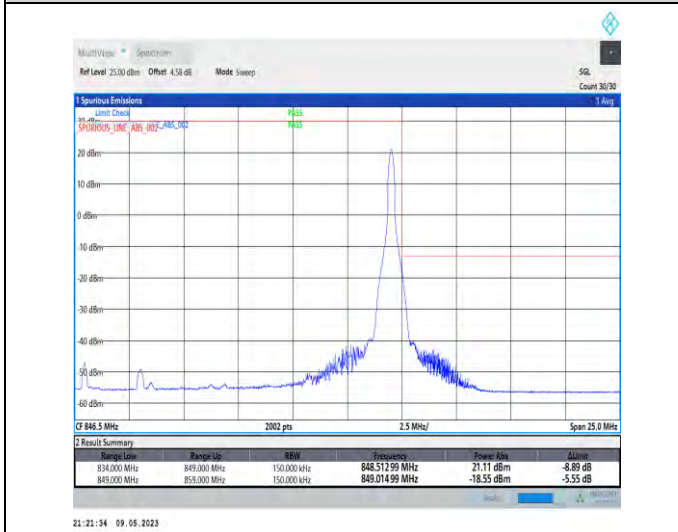 MultiView Spectrum
Ref Level 25.00 dBm Offset 4.58 dB Mode Sweep SGL
Count 30/30
1 Spurious Emissions 1 Avg
Limit Check PASS
SPURIOUS_LINE_ABS_002 PASS
20 dBm
10 dBm
0 dBm
-10 dBm
-20 dBm
-30 dBm
-40 dBm
-50 dBm
-60 dBm
CF 846.5 MHz 2002 pts 2.5 MHz/ Span 25.0 MHz
2 Result Summary
Range Low Range Up RBW Frequency Power Abs ΔLimit
834.000 MHz 849.000 MHz 150.000 kHz 848.512 99 MHz 21.11 dBm -8.89 dB
849.000 MHz 859.000 MHz 150.000 kHz 849.014 99 MHz -18.55 dBm -5.55 dB
21:21:34 09.05.2023